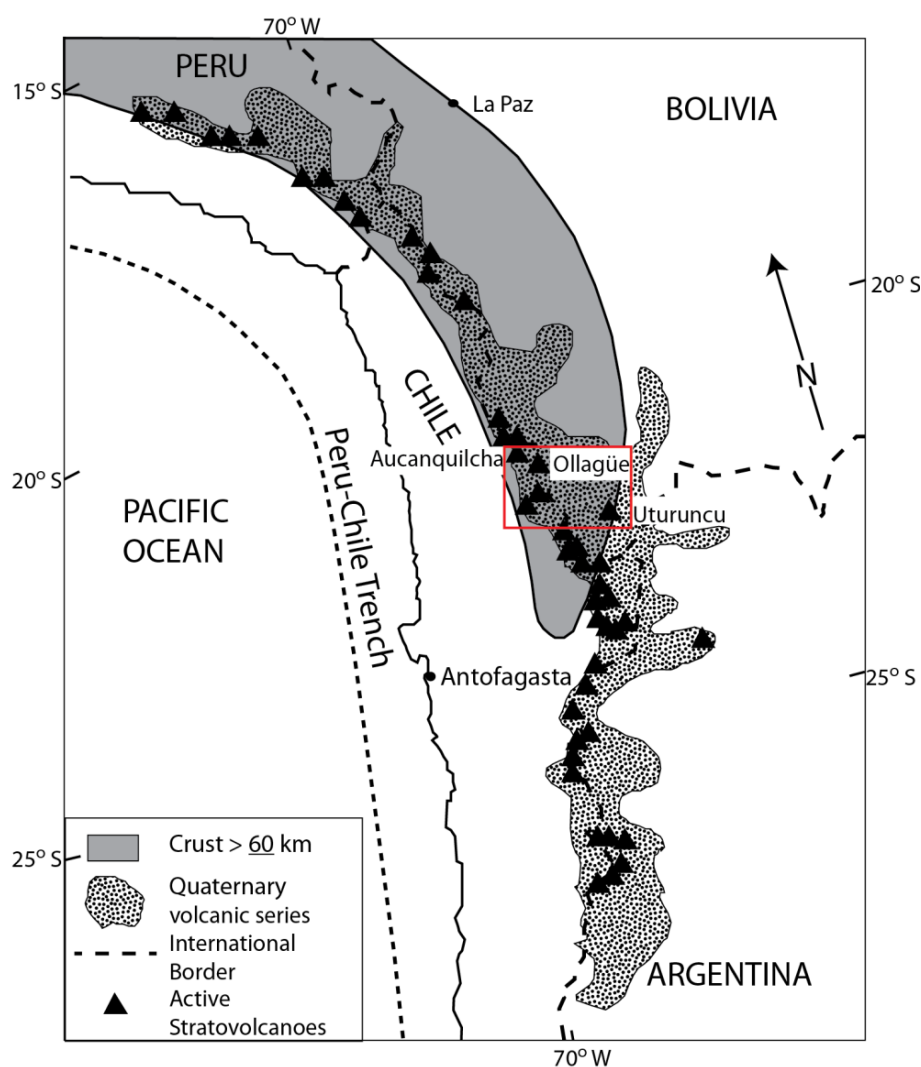 70° W
PERU
15° S
La Paz
BOLIVIA
20° S
N
CHILE
Peru-Chile Trench
Aucanquilcha
Ollagüe
20° S
Uturuncu
PACIFIC
OCEAN
Antofagasta
25° S
Crust > 60 km
25° S
Quaternary
volcanic series
International
Border
ARGENTINA
Active
Stratovolcanoes
70° W